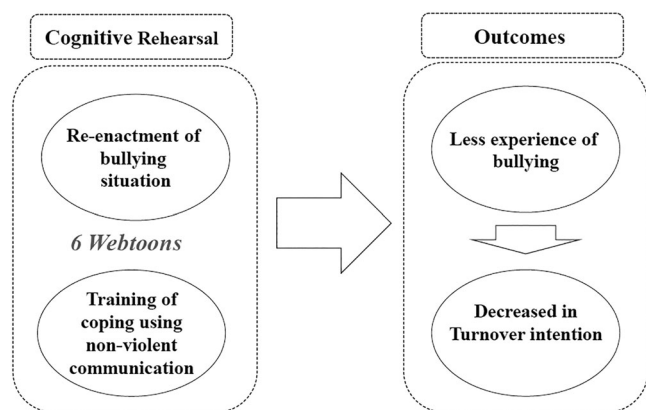 Cognitive Rehearsal
Re-enactment of
bullying
situation
6 Webtoons
Training of
coping using
non-violent
communication
Outcomes
Less experience of
bullying
Decreased in
Turnover intention